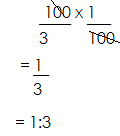 100 x 1
3 100
= 1
3
= 1:3